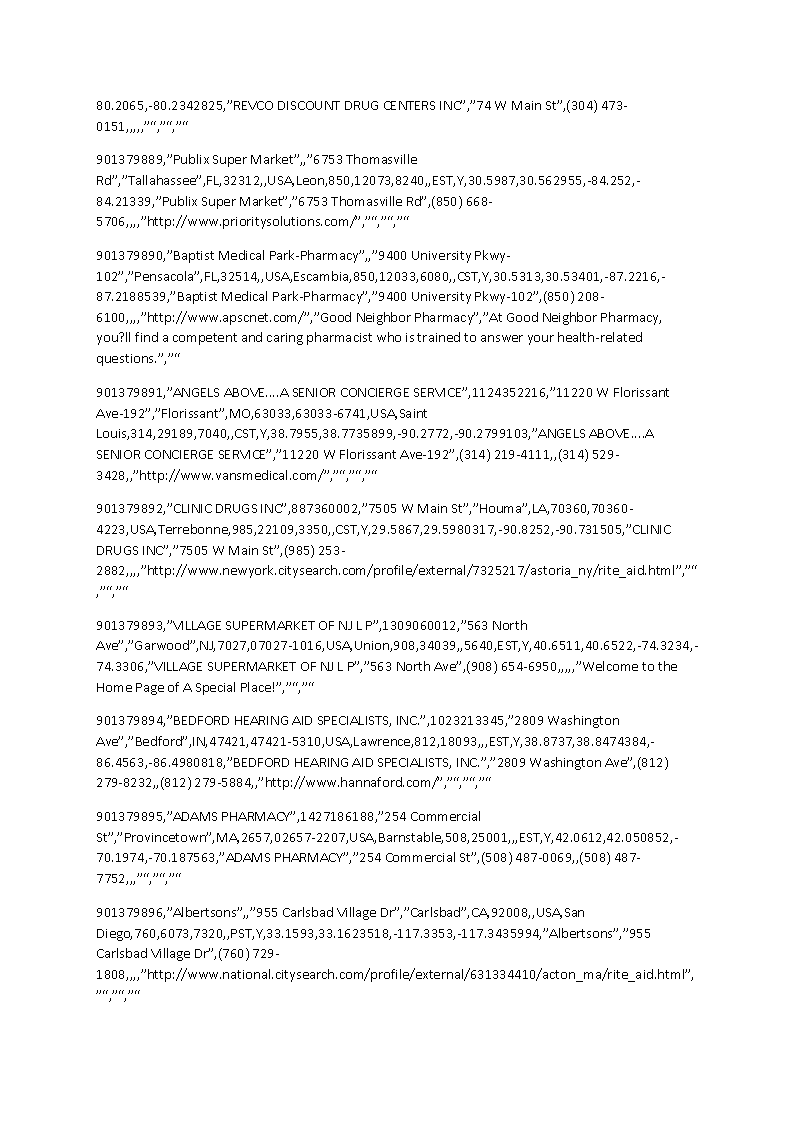 80.2065,-80.2342825,”REVCO DISCOUNT DRUG CENTERS INC”,”74 W Main St”,(304) 473-
0151,,,,,”“,”“,”“
901379889,”Publix Super Market”,,”6753 Thomasville
Rd”,”Tallahassee”,FL,32312,,USA,Leon,850,12073,8240,,EST,Y,30.5987,30.562955,-84.252,-
84.21339,”Publix Super Market”,”6753 Thomasville Rd”,(850) 668-
5706,,,,”http://www.prioritysolutions.com/”,”“,”“,”“
901379890,”Baptist Medical Park-Pharmacy”,,”9400 University Pkwy-
102”,”Pensacola”,FL,32514,,USA,Escambia,850,12033,6080,,CST,Y,30.5313,30.53401,-87.2216,-
87.2188539,”Baptist Medical Park-Pharmacy”,”9400 University Pkwy-102”,(850) 208-
6100,,,,”http://www.apscnet.com/”,”Good Neighbor Pharmacy”,”At Good Neighbor Pharmacy,
you?ll find a competent and caring pharmacist who is trained to answer your health-related
questions.”,”“
901379891,”ANGELS ABOVE....A SENIOR CONCIERGE SERVICE”,1124352216,”11220 W Florissant
Ave-192”,”Florissant”,MO,63033,63033-6741,USA,Saint
Louis,314,29189,7040,,CST,Y,38.7955,38.7735899,-90.2772,-90.2799103,”ANGELS ABOVE....A
SENIOR CONCIERGE SERVICE”,”11220 W Florissant Ave-192”,(314) 219-4111,,(314) 529-
3428,,”http://www.vansmedical.com/”,”“,”“,”“
901379892,”CLINIC DRUGS INC”,887360002,”7505 W Main St”,”Houma”,LA,70360,70360-
4223,USA,Terrebonne,985,22109,3350,,CST,Y,29.5867,29.5980317,-90.8252,-90.731505,”CLINIC
DRUGS INC”,”7505 W Main St”,(985) 253-
2882,,,,”http://www.newyork.citysearch.com/profile/external/7325217/astoria_ny/rite_aid.html”,”“
,”“,”“
901379893,”VILLAGE SUPERMARKET OF NJ L P”,1309060012,”563 North
Ave”,”Garwood”,NJ,7027,07027-1016,USA,Union,908,34039,,5640,EST,Y,40.6511,40.6522,-74.3234,-
74.3306,”VILLAGE SUPERMARKET OF NJ L P”,”563 North Ave”,(908) 654-6950,,,,,”Welcome to the
Home Page of A Special Place!”,”“,”“
901379894,”BEDFORD HEARING AID SPECIALISTS, INC.”,1023213345,”2809 Washington
Ave”,”Bedford”,IN,47421,47421-5310,USA,Lawrence,812,18093,,,EST,Y,38.8737,38.8474384,-
86.4563,-86.4980818,”BEDFORD HEARING AID SPECIALISTS, INC.”,”2809 Washington Ave”,(812)
279-8232,,(812) 279-5884,,”http://www.hannaford.com/”,”“,”“,”“
901379895,”ADAMS PHARMACY”,1427186188,”254 Commercial
St”,”Provincetown”,MA,2657,02657-2207,USA,Barnstable,508,25001,,,EST,Y,42.0612,42.050852,-
70.1974,-70.187563,”ADAMS PHARMACY”,”254 Commercial St”,(508) 487-0069,,(508) 487-
7752,,,”“,”“,”“
901379896,”Albertsons”,,”955 Carlsbad Village Dr”,”Carlsbad”,CA,92008,,USA,San
Diego,760,6073,7320,,PST,Y,33.1593,33.1623518,-117.3353,-117.3435994,”Albertsons”,”955
Carlsbad Village Dr”,(760) 729-
1808,,,,”http://www.national.citysearch.com/profile/external/631334410/acton_ma/rite_aid.html”,
”“,”“,”“